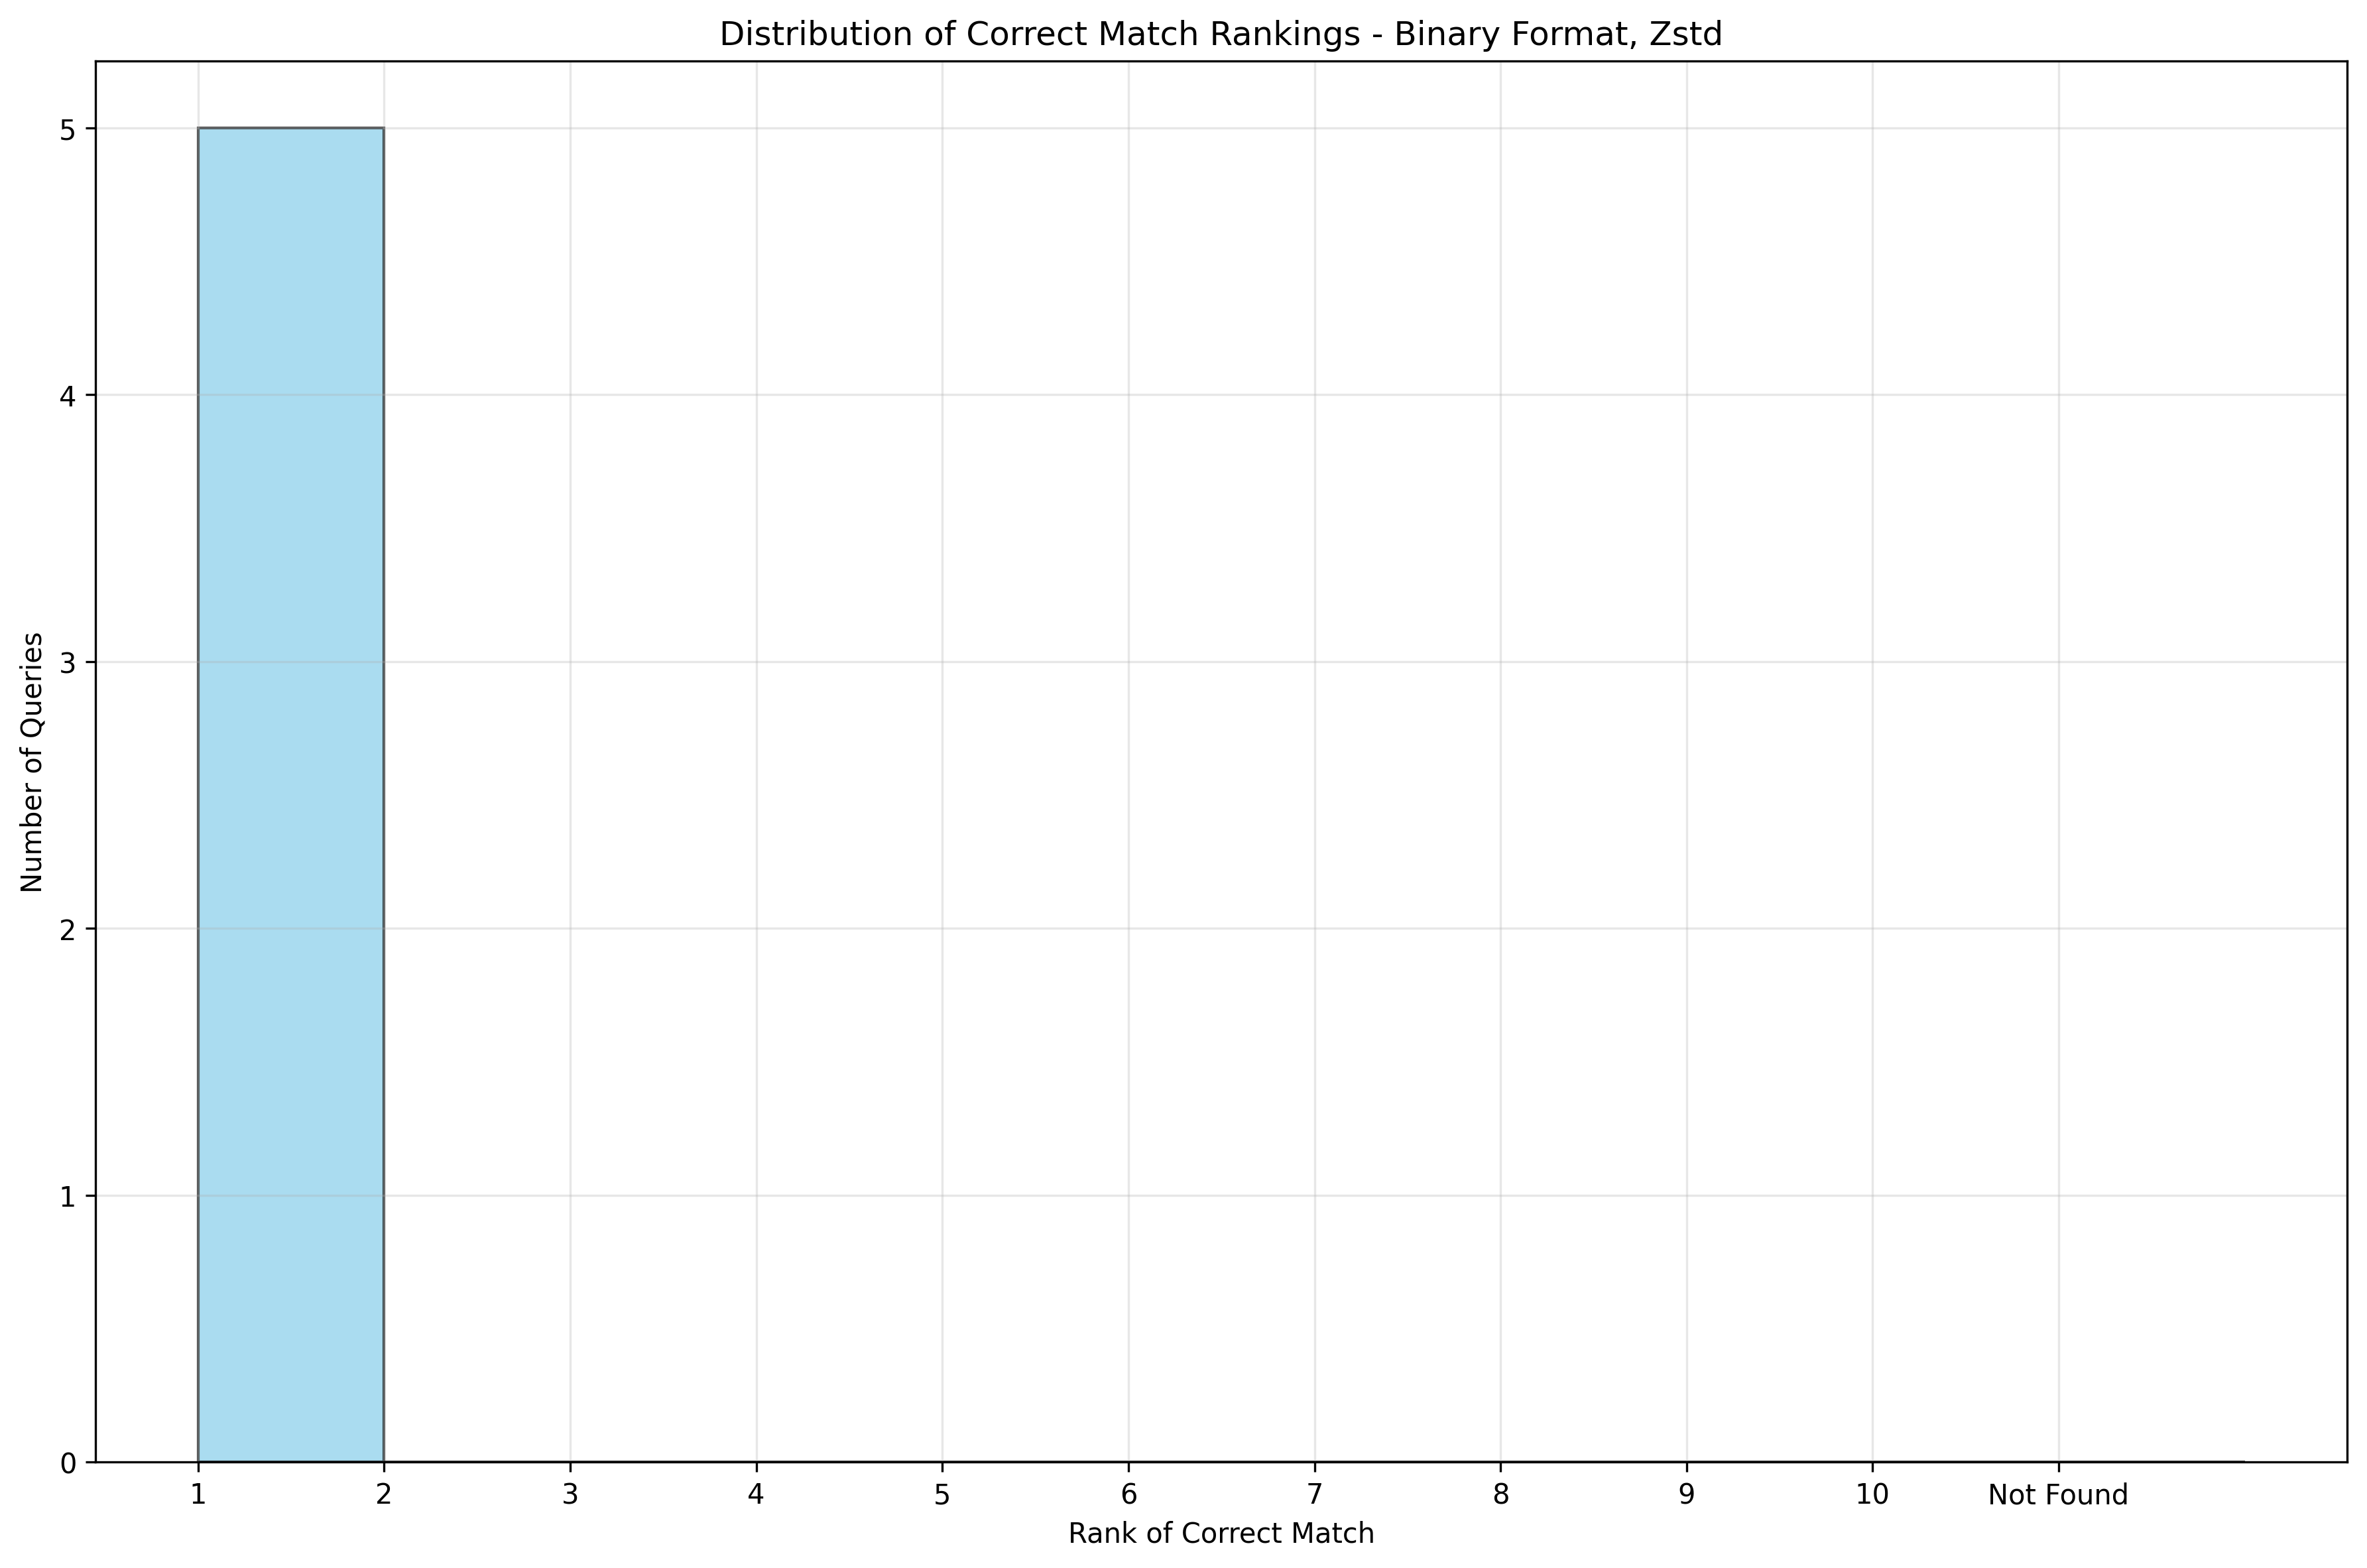 Distribution of Correct Match Rankings - Binary Format, Zstd
Number of Queries
5
4
3
2
1
0
1 2 3 4 5 6 7 8 9 10 Not Found
Rank of Correct Match